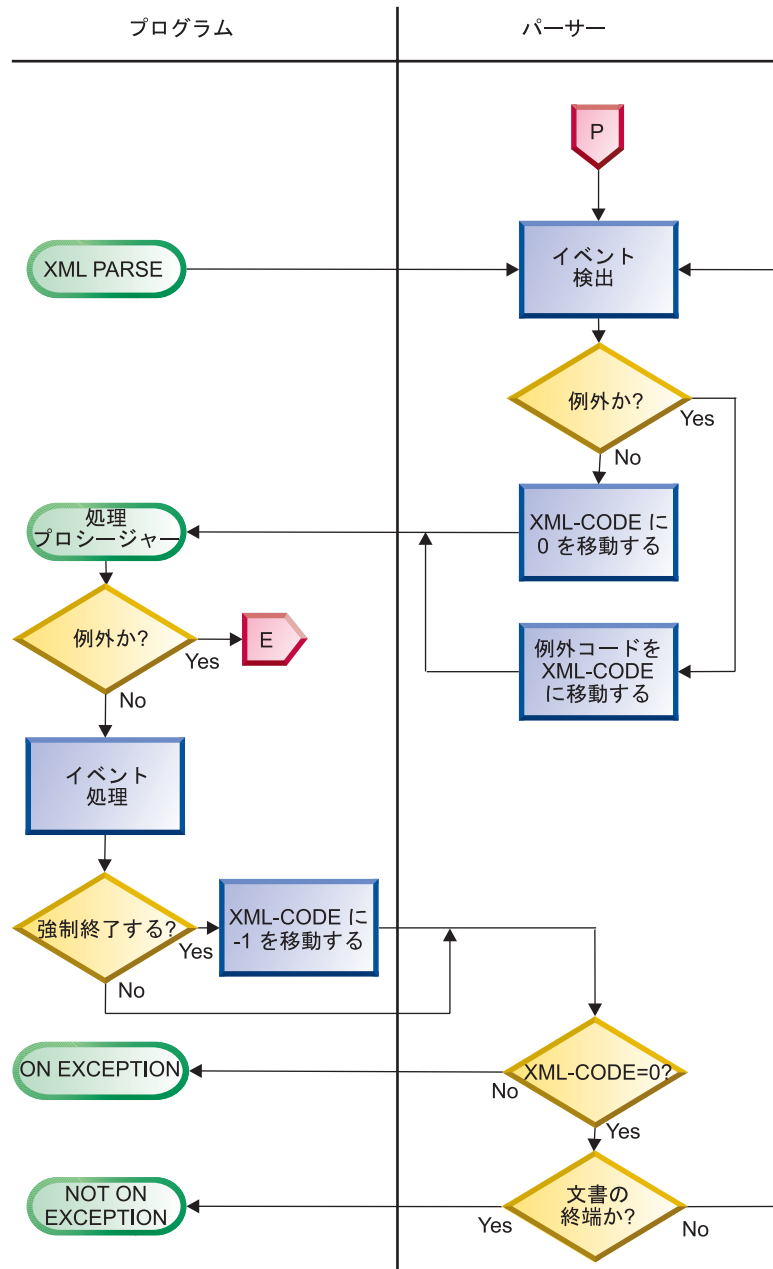 プログラム
パーサー
P
XML PARSE
イベント
検出
例外か?
Yes
No
処理
プロシージャー
XML-CODE に
0 を移動する
例外か?
Yes
E
例外コードを
XML-CODE
に移動する
No
イベント
処理
強制終了する?
Yes
XML-CODE に
-1 を移動する
No
ON EXCEPTION
No
XML-CODE=0?
Yes
NOT ON
EXCEPTION
Yes
文書の
終端か?
No